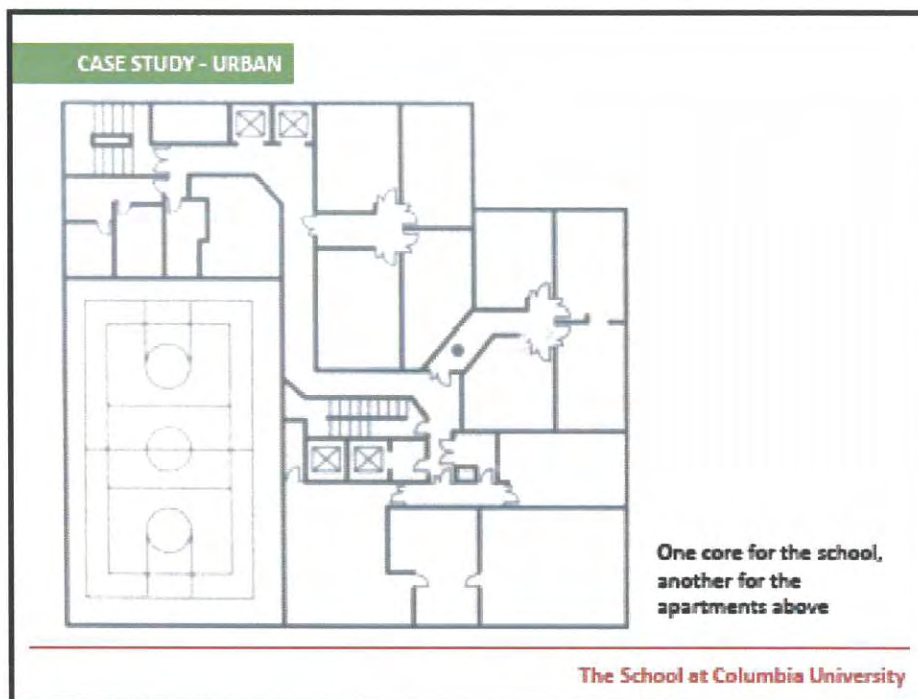 CASE STUDY - URBAN
One core for the school,
another for the
apartments above
The School at Columbia University